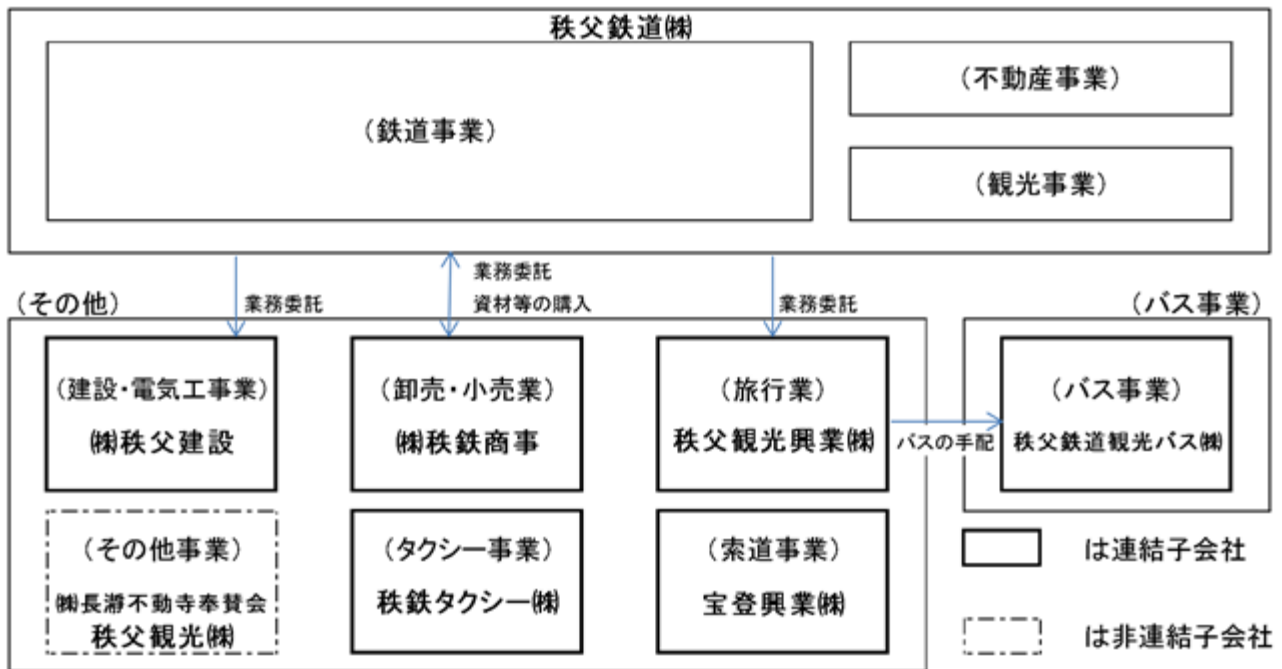 秩父鉄道㈱
(鉄道事業)
(不動産事業)
(観光事業)
業務委託
業務委託
資材等の購入
業務委託
(その他)
(バス事業)
(建設・電気工事業)
㈱秩父建設
(卸売・小売業)
㈱秩鉄商事
(旅行業)
秩父観光興業㈱
バスの手配
(バス事業)
秩父鉄道観光バス㈱
(その他事業)
㈱長瀞不動寺奉賛会
秩父観光㈱
(タクシー事業)
秩鉄タクシー㈱
(索道事業)
宝登興業㈱
は連結子会社
は非連結子会社